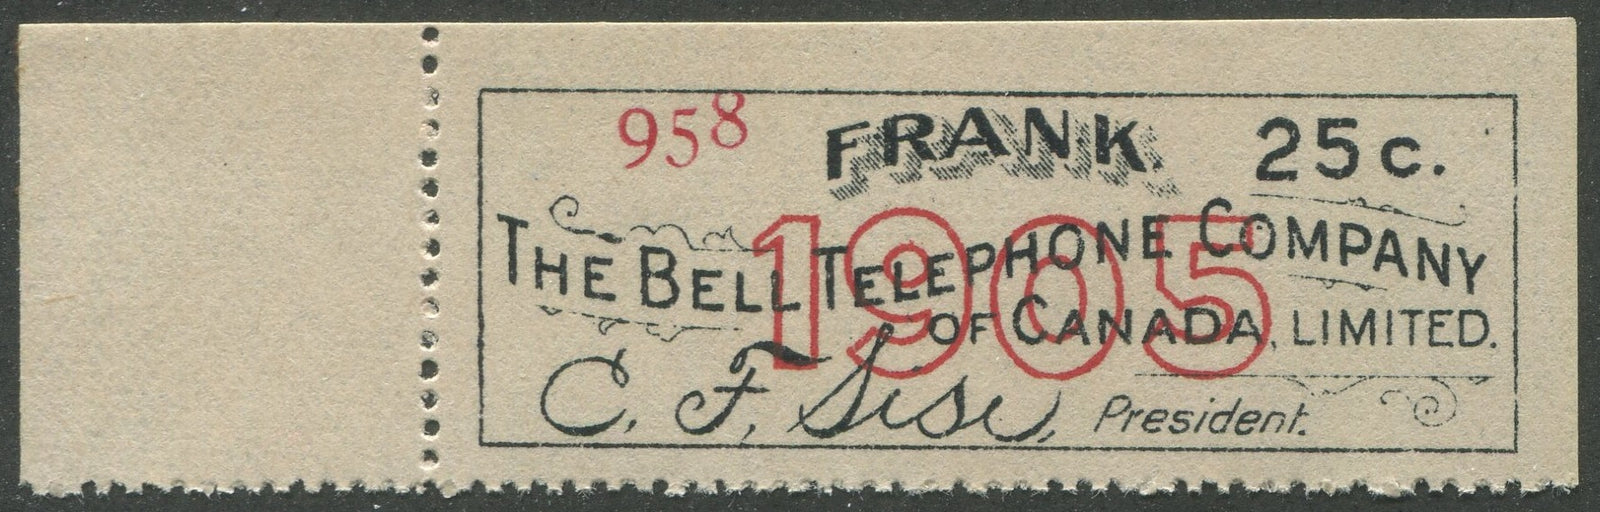 958 FRANK 25c.
1905
THE BELL TELEPHONE COMPANY
OF CANADA, LIMITED.
C. F. Sise, President.